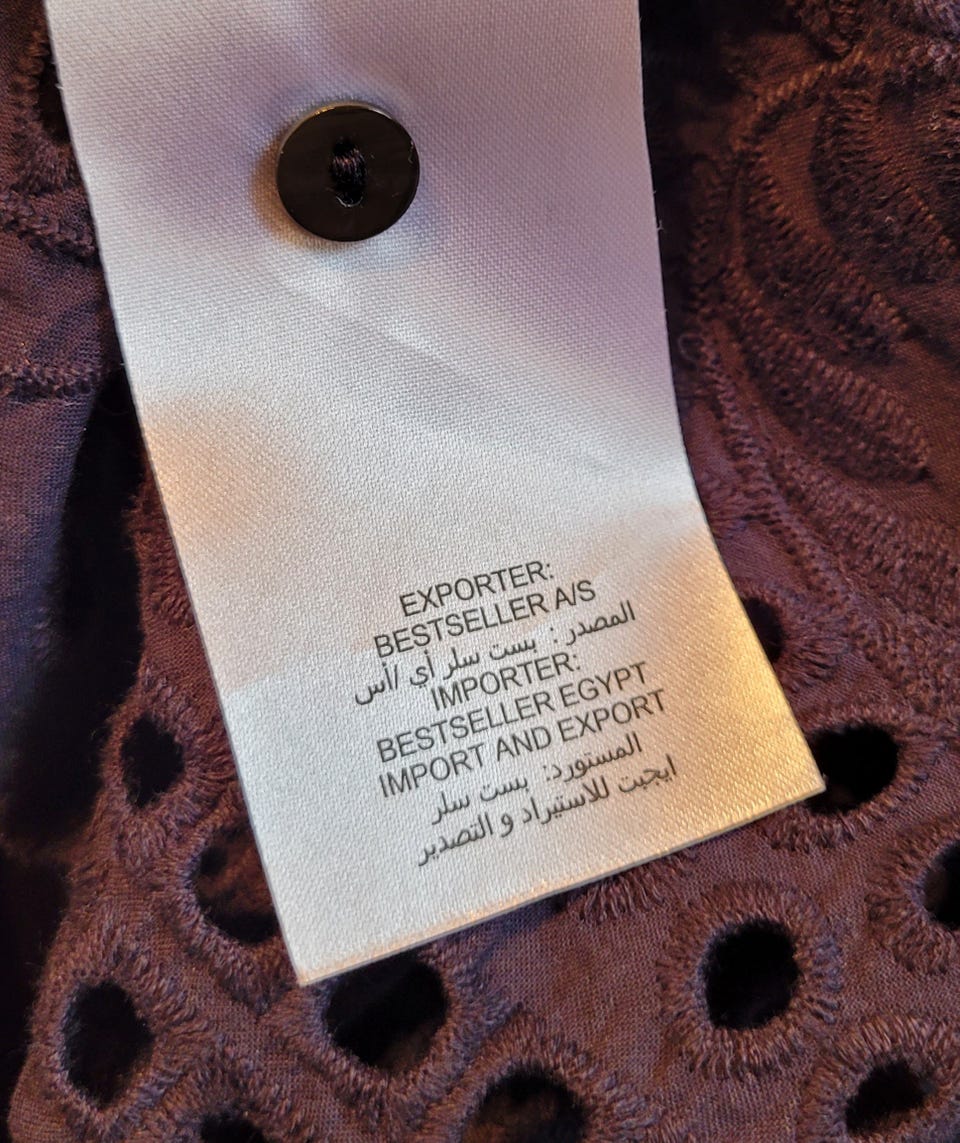 EXPORTER:
BESTSELLER A/S
المصدر : بست سلر أي /أس
IMPORTER:
BESTSELLER EGYPT
IMPORT AND EXPORT
المستورد: بست سلر
ايجبت للاستيراد و التصدير